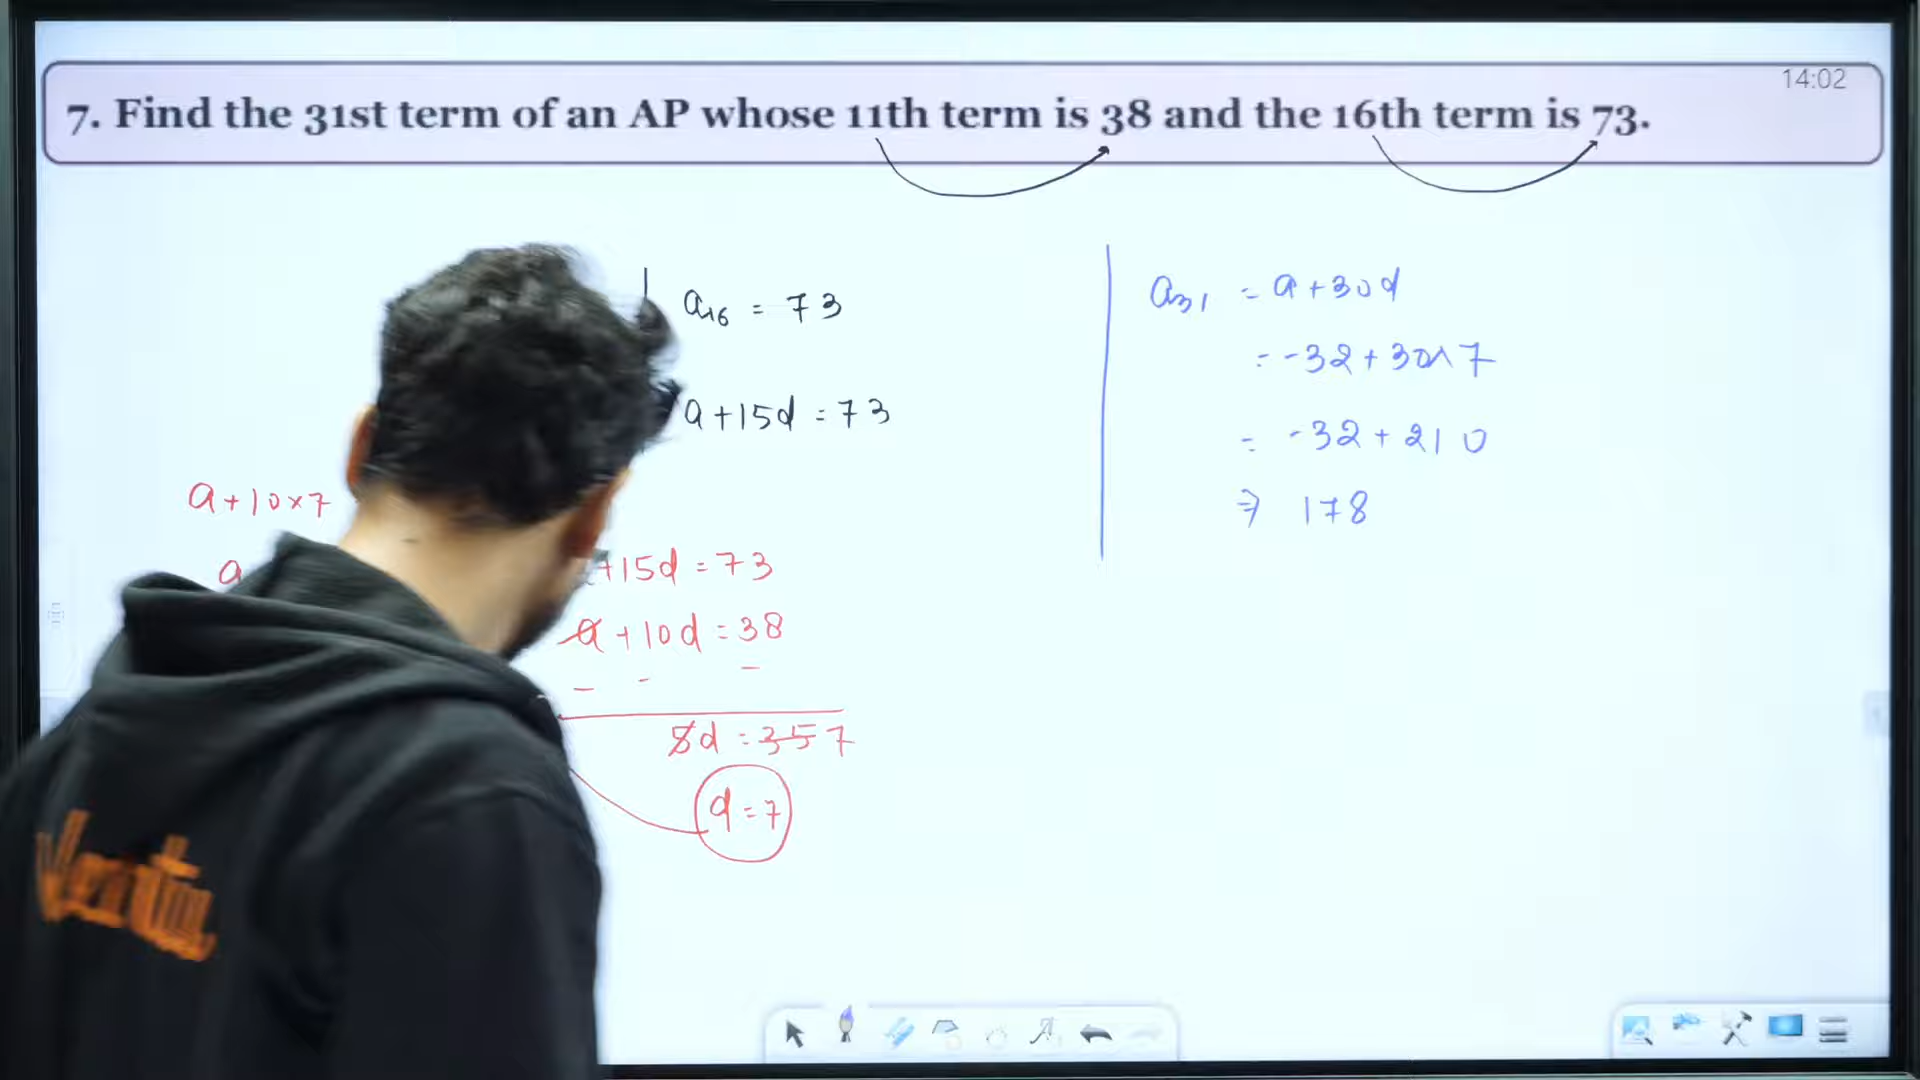 14:02
7. Find the 31st term of an AP whose 11th term is 38 and the 16th term is 73.
a₁₆ = 73
a+15d = 73
a+10×7
a
+15d = 73
a+10d = 38
- - -
5d = 35 7
d = 7
a₃₁ = a+30d
= -32+30×7
= -32+210
⇒ 178
Vedantu